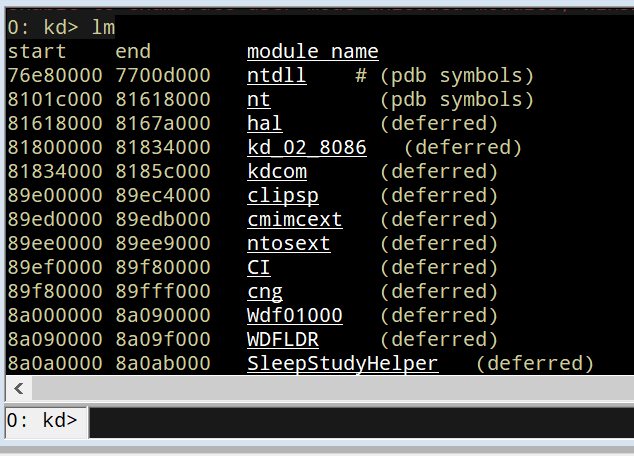 0: kd> lm
start    end        module name
76e80000 7700d000   ntdll    # (pdb symbols)
8101c000 81618000   nt         (pdb symbols)
81618000 8167a000   hal        (deferred)
81800000 81834000   kd_02_8086   (deferred)
81834000 8185c000   kdcom      (deferred)
89e00000 89ec4000   clipsp     (deferred)
89ed0000 89edb000   cmimcext   (deferred)
89ee0000 89ee9000   ntosext    (deferred)
89ef0000 89f80000   CI         (deferred)
89f80000 89fff000   cng        (deferred)
8a000000 8a090000   Wdf01000   (deferred)
8a090000 8a09f000   WDFLDR     (deferred)
8a0a0000 8a0ab000   SleepStudyHelper   (deferred)
0: kd>